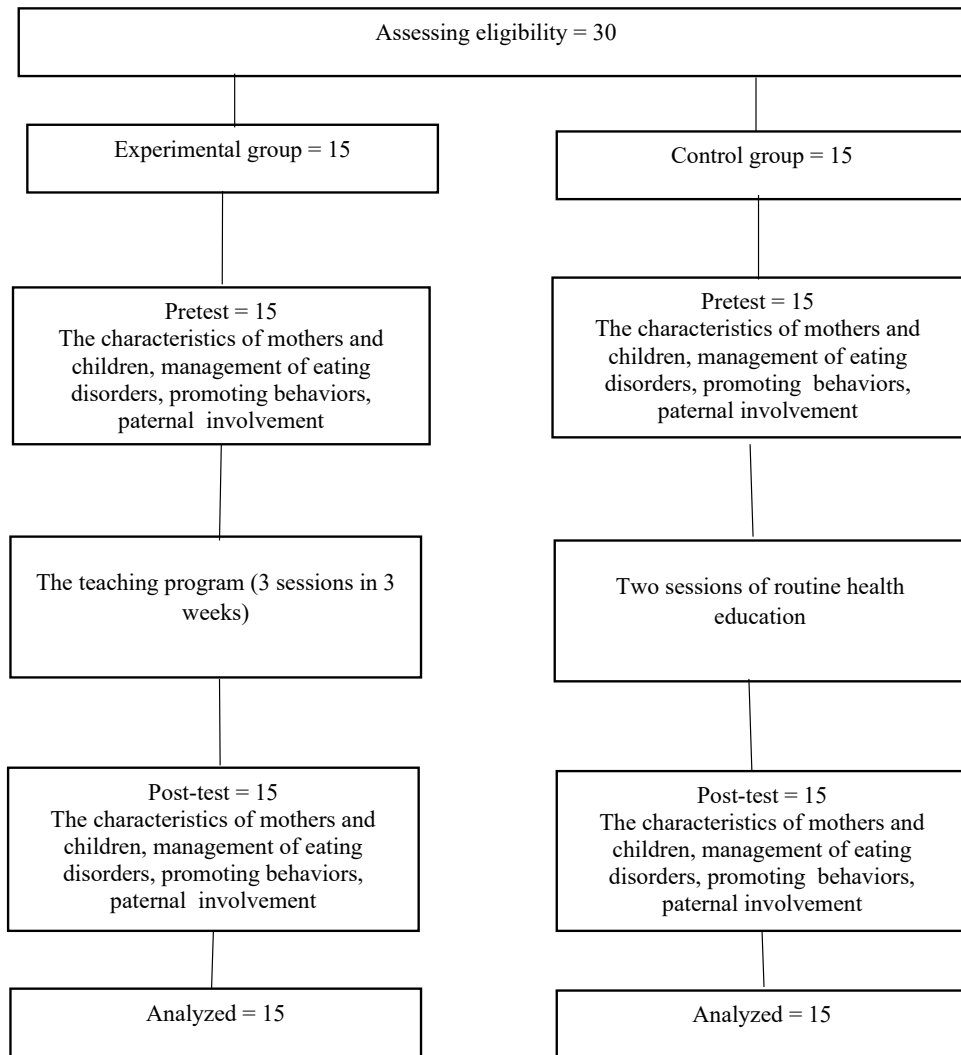 Assessing eligibility = 30
Experimental group = 15
Control group = 15
Pretest = 15
The characteristics of mothers and
children, management of eating
disorders, promoting behaviors,
paternal involvement
Pretest = 15
The characteristics of mothers and
children, management of eating
disorders, promoting behaviors,
paternal involvement
The teaching program (3 sessions in 3
weeks)
Two sessions of routine health
education
Post-test = 15
The characteristics of mothers and
children, management of eating
disorders, promoting behaviors,
paternal involvement
Post-test = 15
The characteristics of mothers and
children, management of eating
disorders, promoting behaviors,
paternal involvement
Analyzed = 15
Analyzed = 15